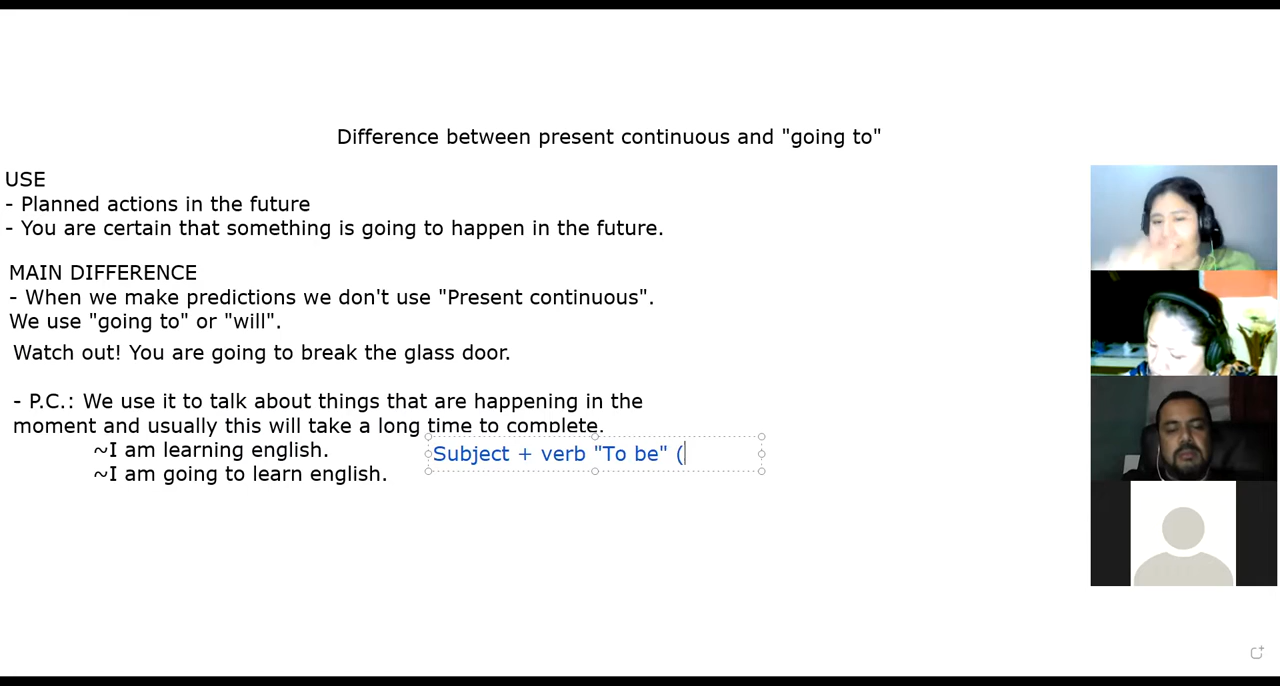 Difference between present continuous and "going to"
USE
- Planned actions in the future
- You are certain that something is going to happen in the future.
MAIN DIFFERENCE
- When we make predictions we don't use "Present continuous".
We use "going to" or "will".
Watch out! You are going to break the glass door.
- P.C.: We use it to talk about things that are happening in the
moment and usually this will take a long time to complete.
~I am learning english.
Subject + verb "To be" (
~I am going to learn english.